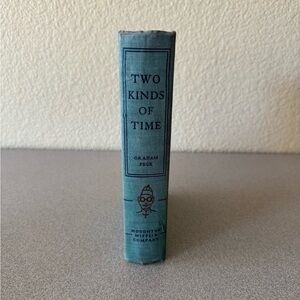 TWO
KINDS
OF
TIME
GRAHAM
PECK
HOUGHTON
MIFFLIN
COMPANY